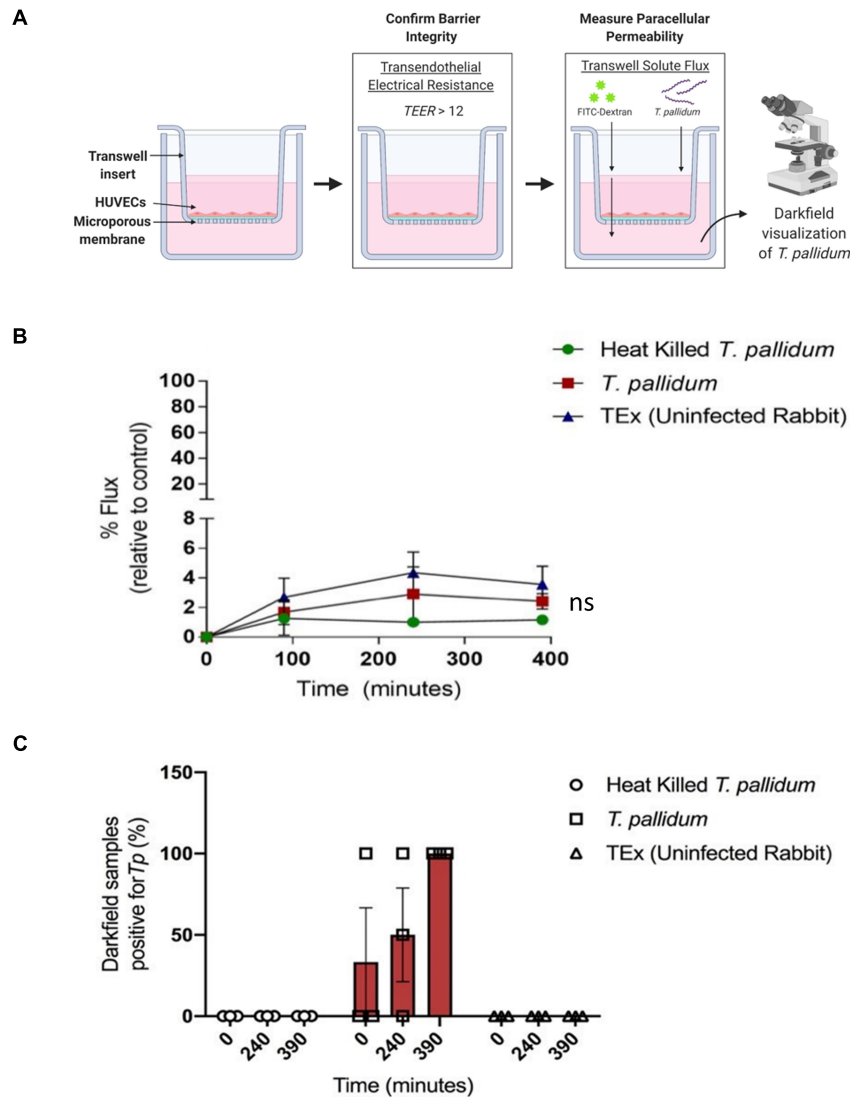 A
Confirm Barrier
Integrity
Measure Paracellular
Permeability
Transendothelial
Electrical Resistance
TEER > 12
Transwell Solute Flux
FITC-Dextran
T. pallidum
Transwell
insert
HUVECs
Microporous
membrane
Darkfield
visualization
of T. pallidum
B
Heat Killed T. pallidum
T. pallidum
TEx (Uninfected Rabbit)
% Flux
(relative to control)
100
80
60
40
20
8
6
4
2
0
ns
0 100 200 300 400
Time (minutes)
C
Heat Killed T. pallidum
T. pallidum
TEx (Uninfected Rabbit)
Darkfield samples
positive forTp (%)
150
100
50
0
0 240 390 0 240 390 0 240 390
Time (minutes)